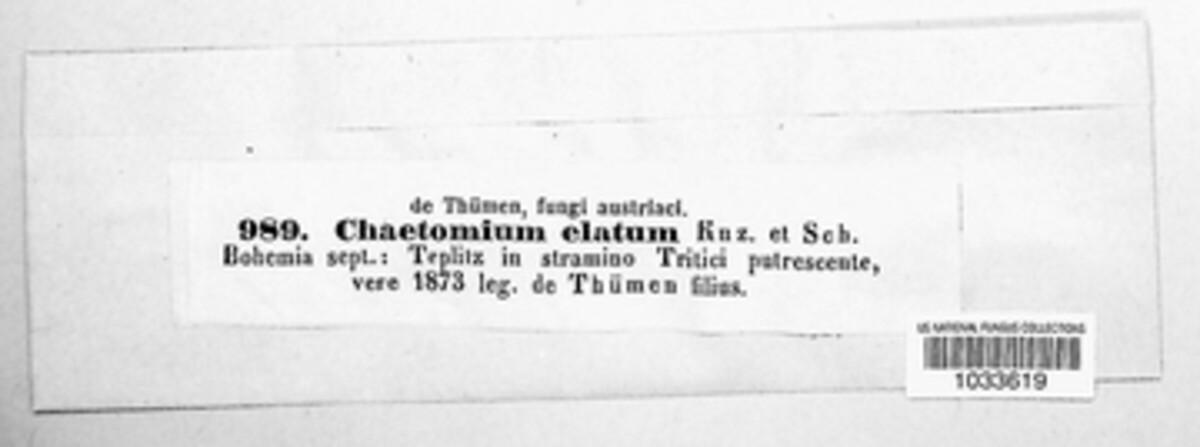 de Thümen, fungi austriaci.
989. Chaetomium elatum Knz. et Sch.
Bohemia sept.: Teplitz in stramino Tritici putrescente,
vere 1873 leg. de Thümen filius.
US NATIONAL FUNGUS COLLECTIONS
1033619